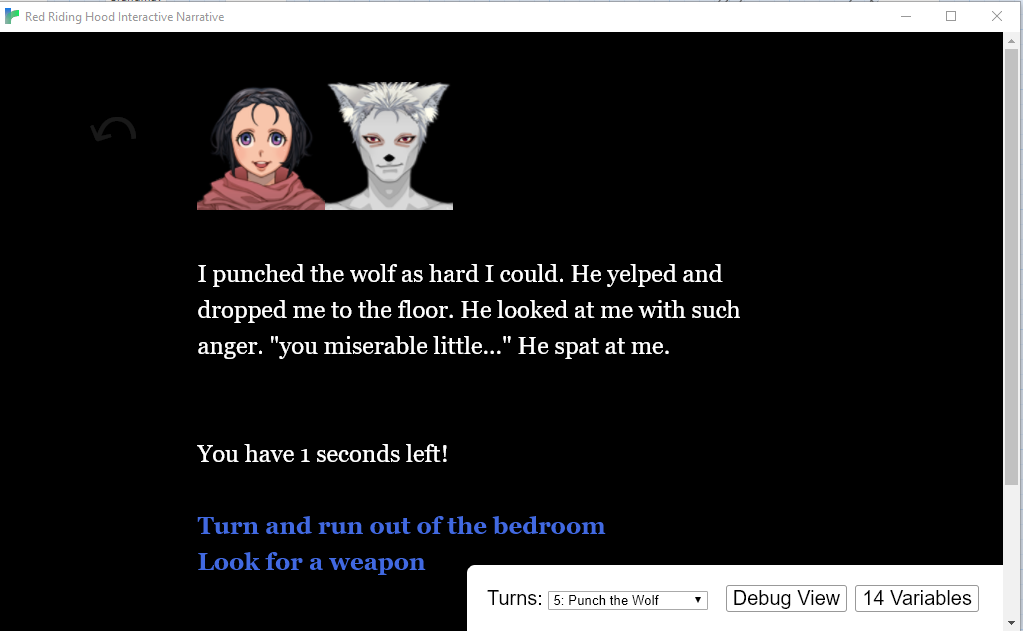 Red Riding Hood Interactive Narrative
I punched the wolf as hard I could. He yelped and
dropped me to the floor. He looked at me with such
anger. "you miserable little..." He spat at me.
You have 1 seconds left!
Turn and run out of the bedroom
Look for a weapon
Turns: 5: Punch the Wolf Debug View 14 Variables